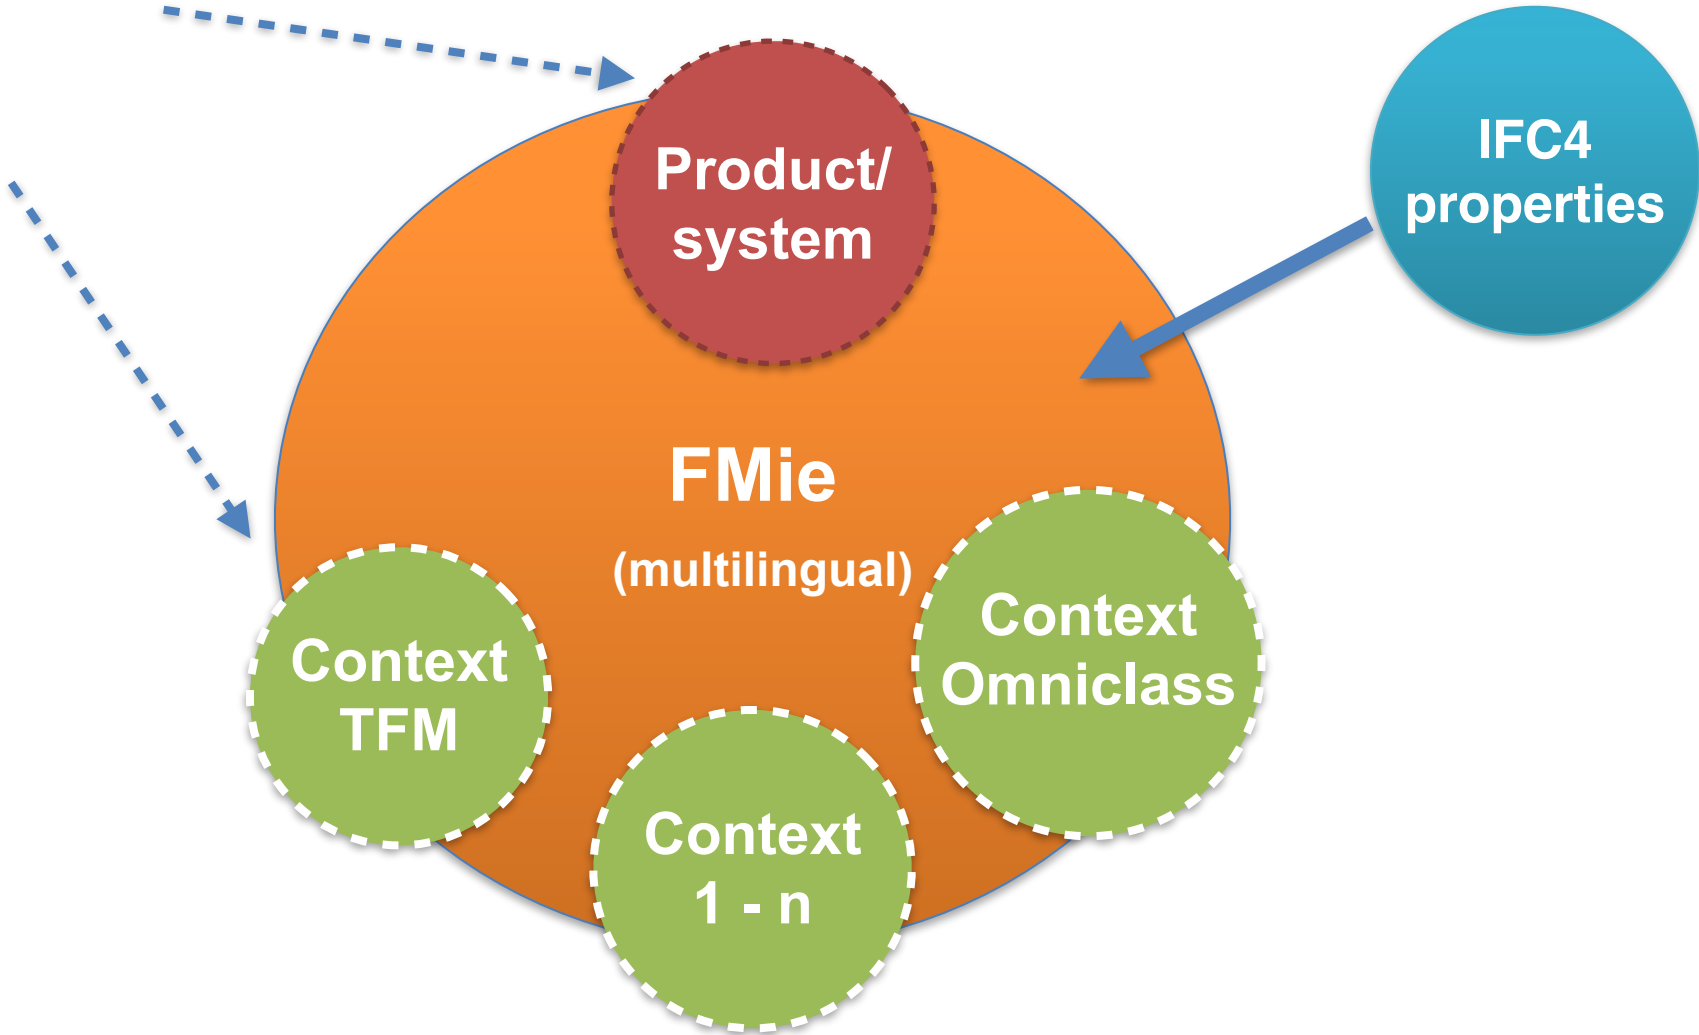 Product/
system
IFC4
properties
FMie
(multilingual)
Context
TFM
Context
1 - n
Context
Omniclass